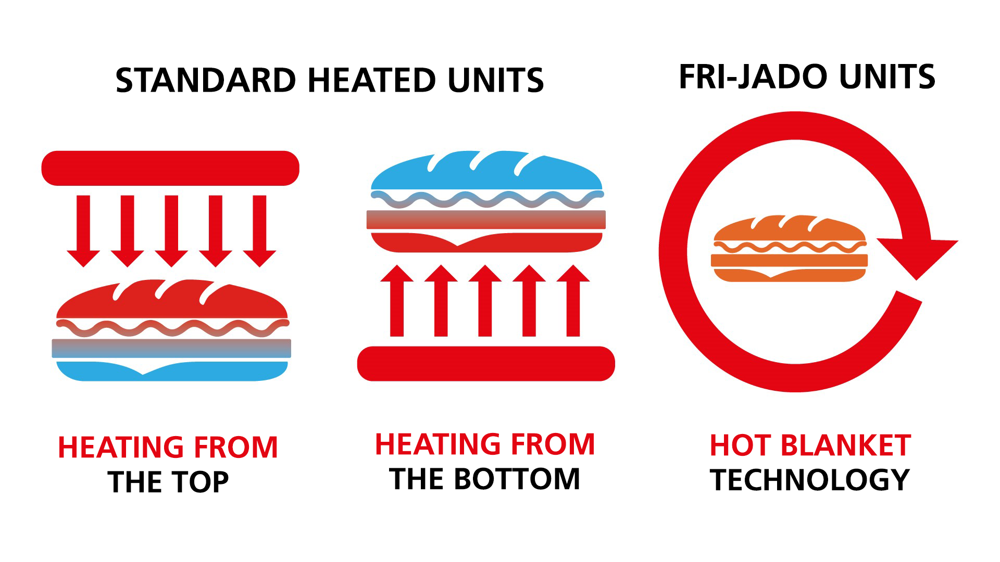 STANDARD HEATED UNITS
FRI-JADO UNITS
HEATING FROM
THE TOP
HEATING FROM
THE BOTTOM
HOT BLANKET
TECHNOLOGY